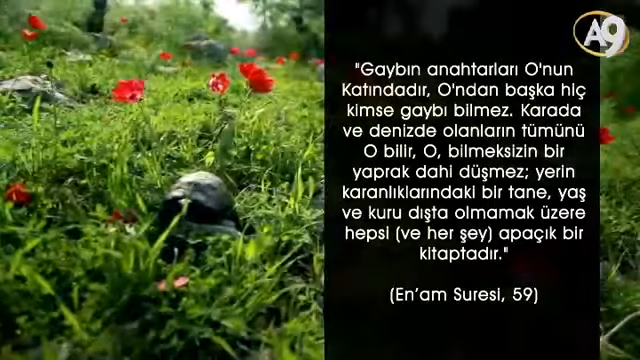 A9
"Gaybın anahtarları O'nun
Katındadır, O'ndan başka hiç
kimse gaybı bilmez. Karada
ve denizde olanların tümünü
O bilir, O, bilmeksizin bir
yaprak dahi düşmez; yerin
karanlıklarındaki bir tane, yaş
ve kuru dışta olmamak üzere
hepsi (ve her şey) apaçık bir
kitaptadır."
(En'am Suresi, 59)